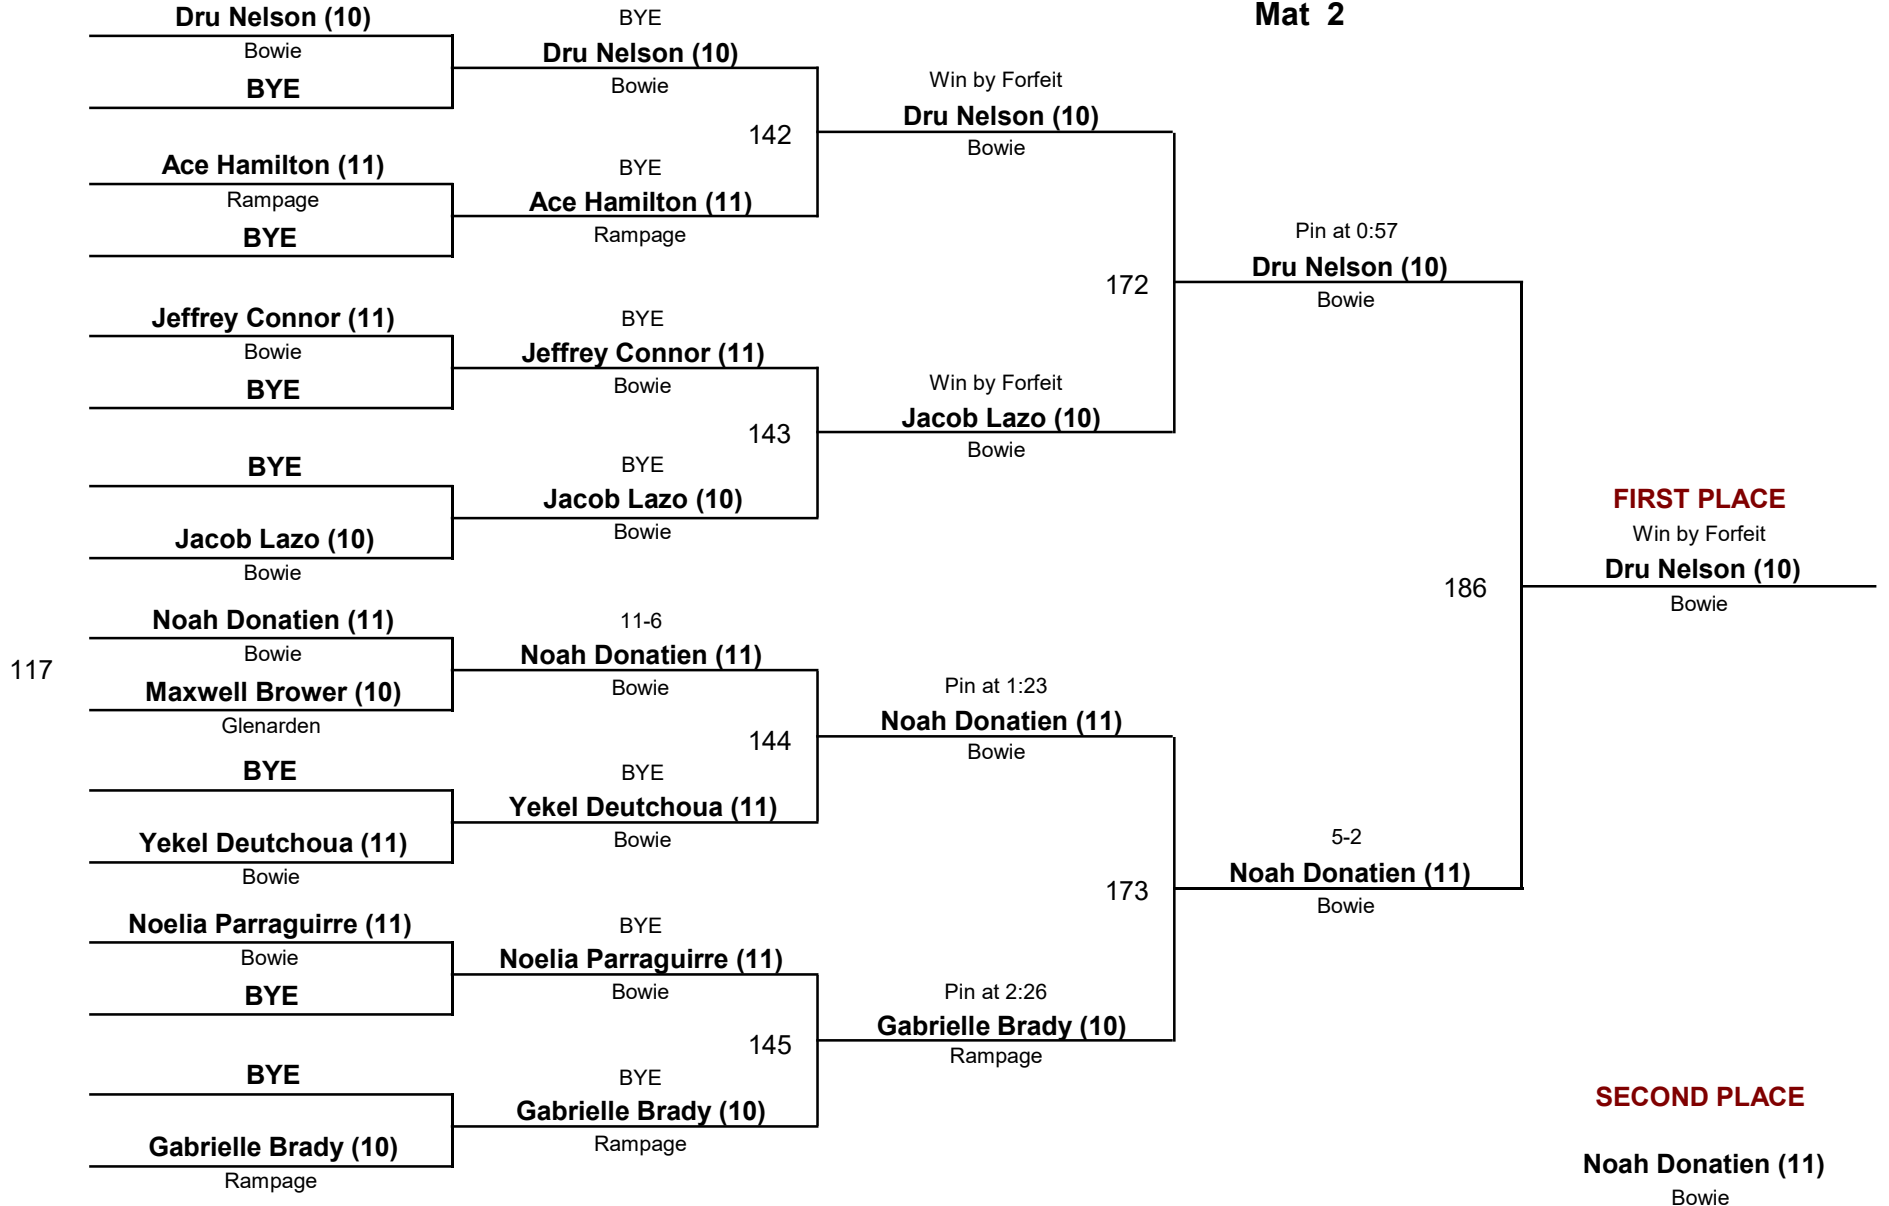 Mat 2
Dru Nelson (10)
Bowie
BYE
Ace Hamilton (11)
Rampage
BYE
Jeffrey Connor (11)
Bowie
BYE
BYE
Jacob Lazo (10)
Bowie
117
Noah Donatien (11)
Bowie
Maxwell Brower (10)
Glenarden
BYE
Yekel Deutchoua (11)
Bowie
Noelia Parraguirre (11)
Bowie
BYE
BYE
Gabrielle Brady (10)
Rampage
BYE
Dru Nelson (10)
Bowie
142
BYE
Ace Hamilton (11)
Rampage
BYE
Jeffrey Connor (11)
Bowie
143
BYE
Jacob Lazo (10)
Bowie
11-6
Noah Donatien (11)
Bowie
144
BYE
Yekel Deutchoua (11)
Bowie
BYE
Noelia Parraguirre (11)
Bowie
145
BYE
Gabrielle Brady (10)
Rampage
Win by Forfeit
Dru Nelson (10)
Bowie
172
Win by Forfeit
Jacob Lazo (10)
Bowie
Pin at 1:23
Noah Donatien (11)
Bowie
173
Pin at 2:26
Gabrielle Brady (10)
Rampage
Pin at 0:57
Dru Nelson (10)
Bowie
186
5-2
Noah Donatien (11)
Bowie
FIRST PLACE
Win by Forfeit
Dru Nelson (10)
Bowie
SECOND PLACE
Noah Donatien (11)
Bowie